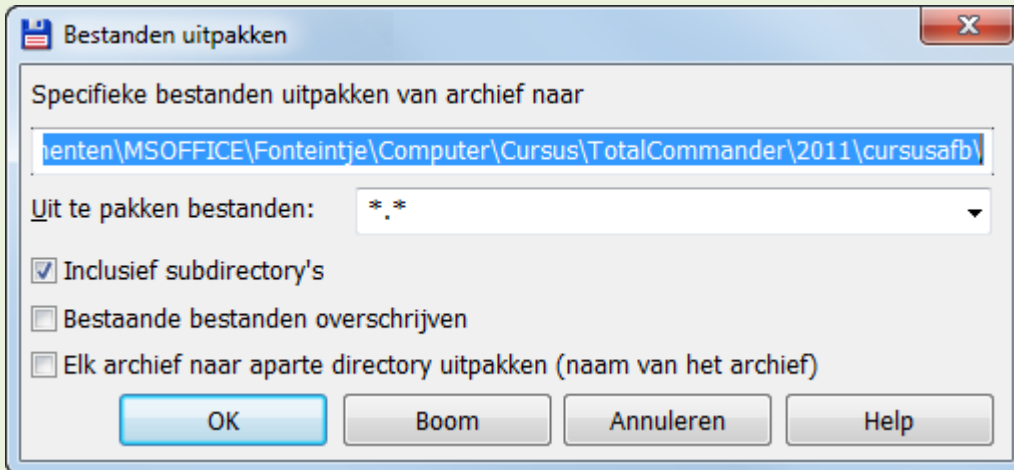 Bestanden uitpakken
Specifieke bestanden uitpakken van archief naar
nenten\MSOFFICE\Fonteintje\Computer\Cursus\TotalCommander\2011\cursusafb\
Uit te pakken bestanden: *.*
Inclusief subdirectory's
Bestaande bestanden overschrijven
Elk archief naar aparte directory uitpakken (naam van het archief)
OK Boom Annuleren Help